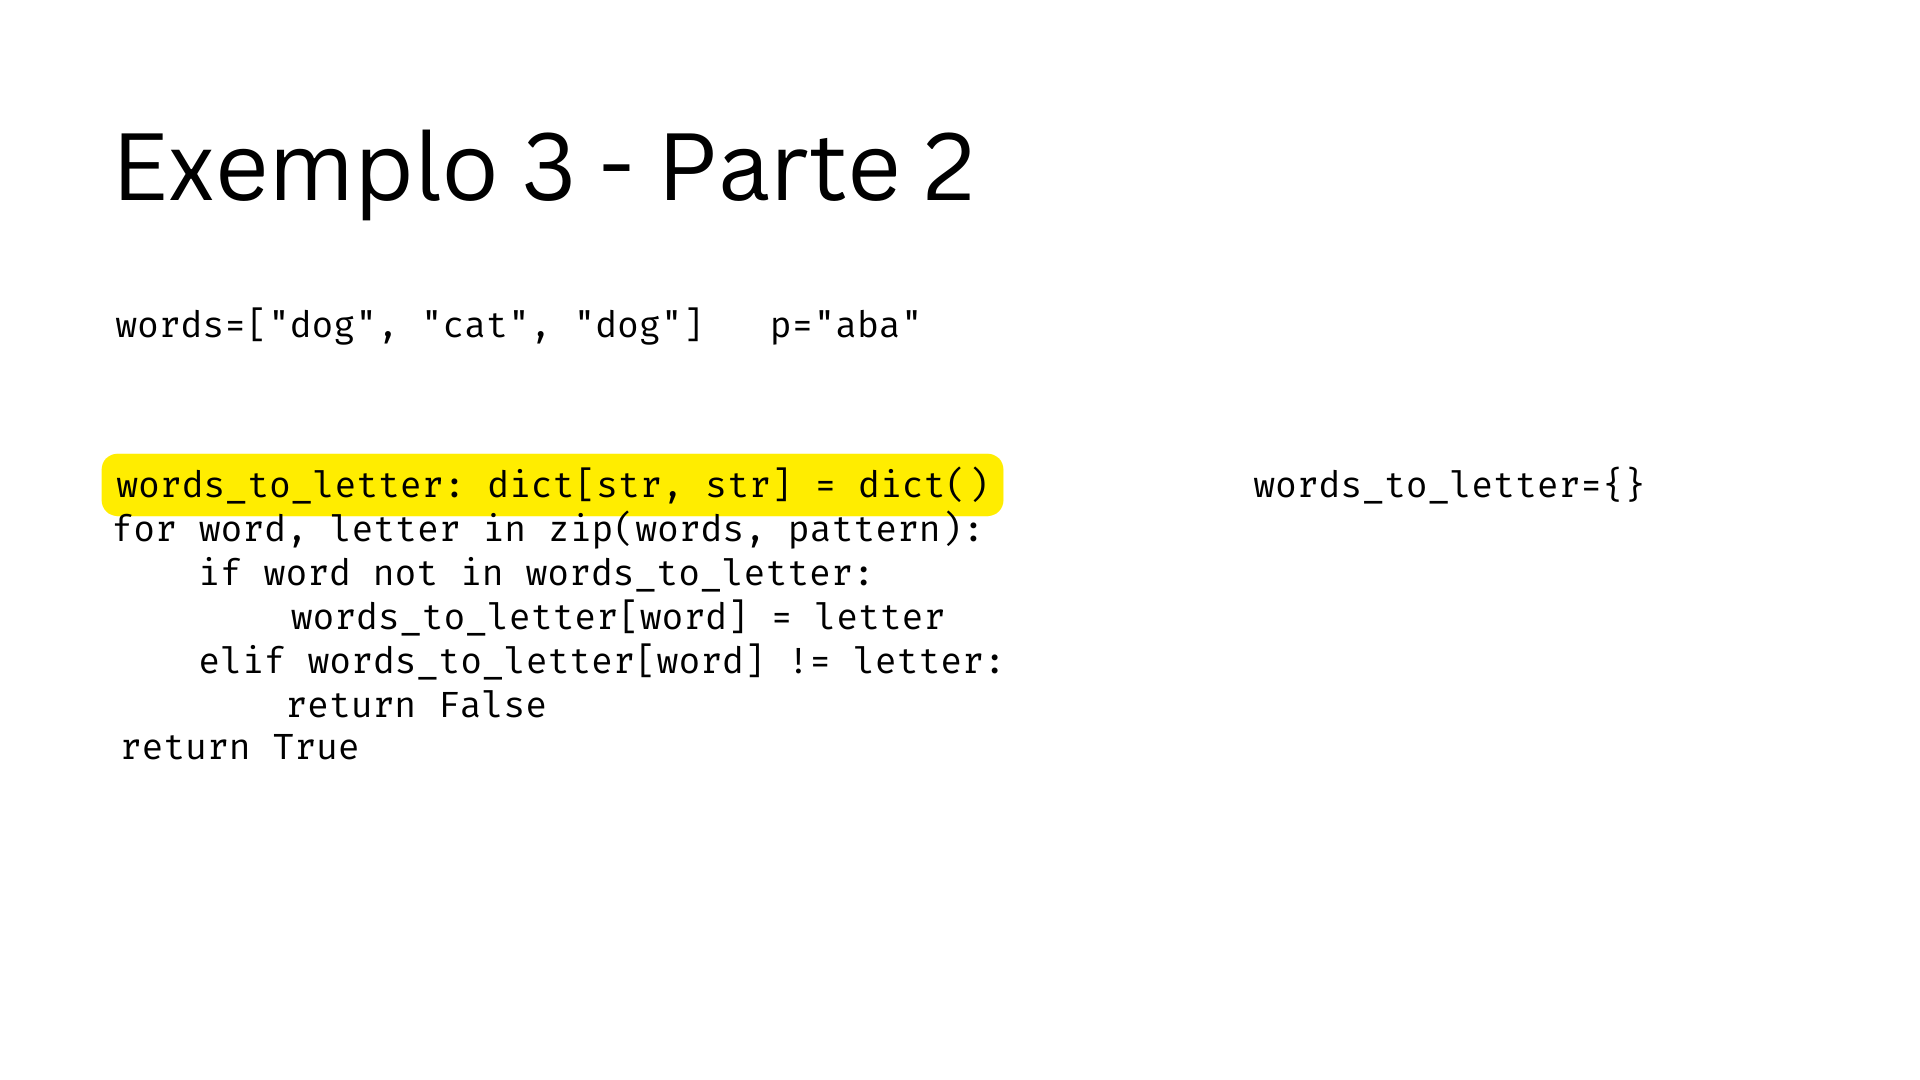 Exemplo 3 - Parte 2
words=["dog", "cat", "dog"]   p="aba"
words_to_letter: dict[str, str] = dict()
for word, letter in zip(words, pattern):
    if word not in words_to_letter:
        words_to_letter[word] = letter
    elif words_to_letter[word] != letter:
        return False
return True
words_to_letter={}